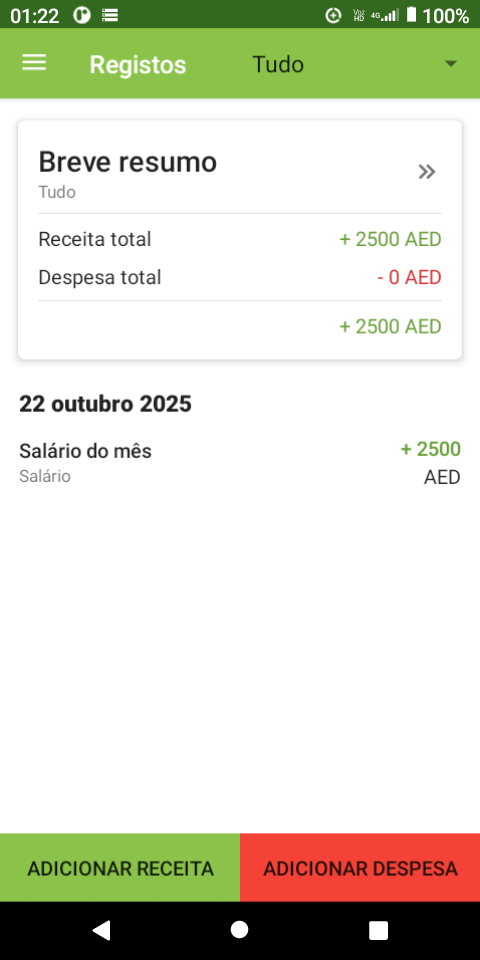 01:22 4G 100%
Registos Tudo
Breve resumo
Tudo
Receita total + 2500 AED
Despesa total - 0 AED
+ 2500 AED
22 outubro 2025
Salário do mês + 2500
Salário AED
ADICIONAR RECEITA ADICIONAR DESPESA